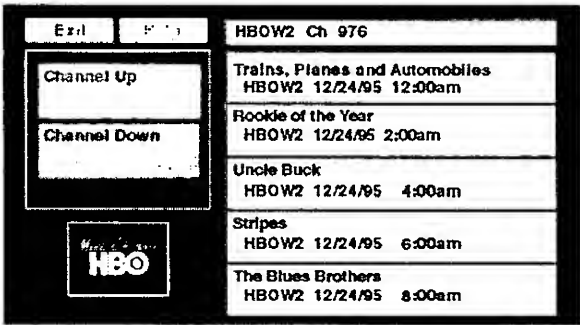 Exit
HBOW2 Ch 976
Channel Up
Channel Down
HBO
Trains, Planes and Automobiles
HBOW2 12/24/95 12:00am
Rookie of the Year
HBOW2 12/24/95 2:00am
Uncle Buck
HBOW2 12/24/95 4:00am
Stripes
HBOW2 12/24/95 6:00am
The Blues Brothers
HBOW2 12/24/95 8:00am